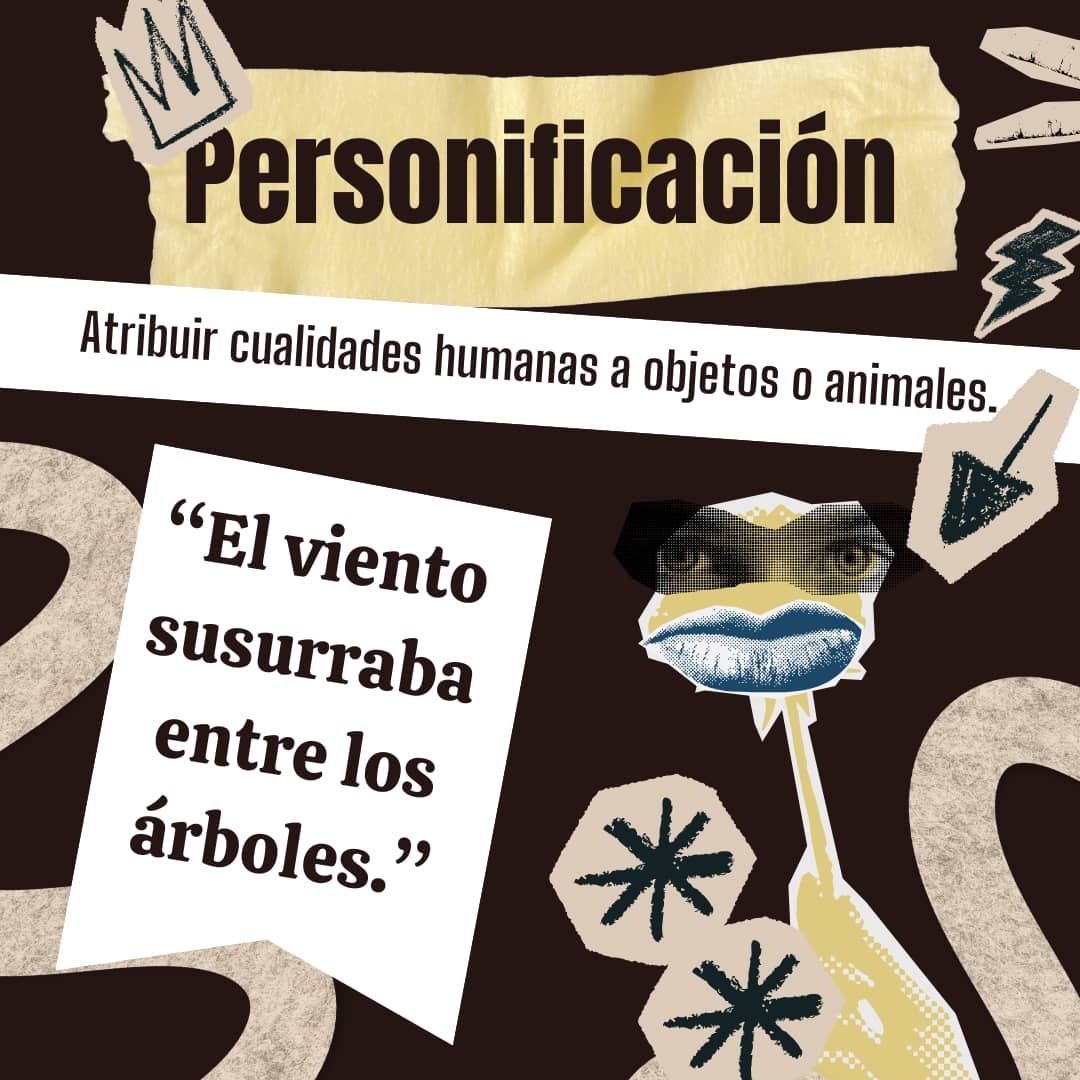 Personificación
Atribuir cualidades humanas a objetos o animales.
“El viento
susurraba
entre los
árboles.”